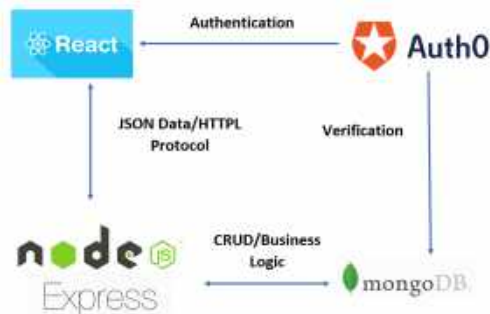 Authentication
React
Auth0
JSON Data/HTTPL
Protocol
Verification
node
JS
Express
CRUD/Business
Logic
mongoDB.